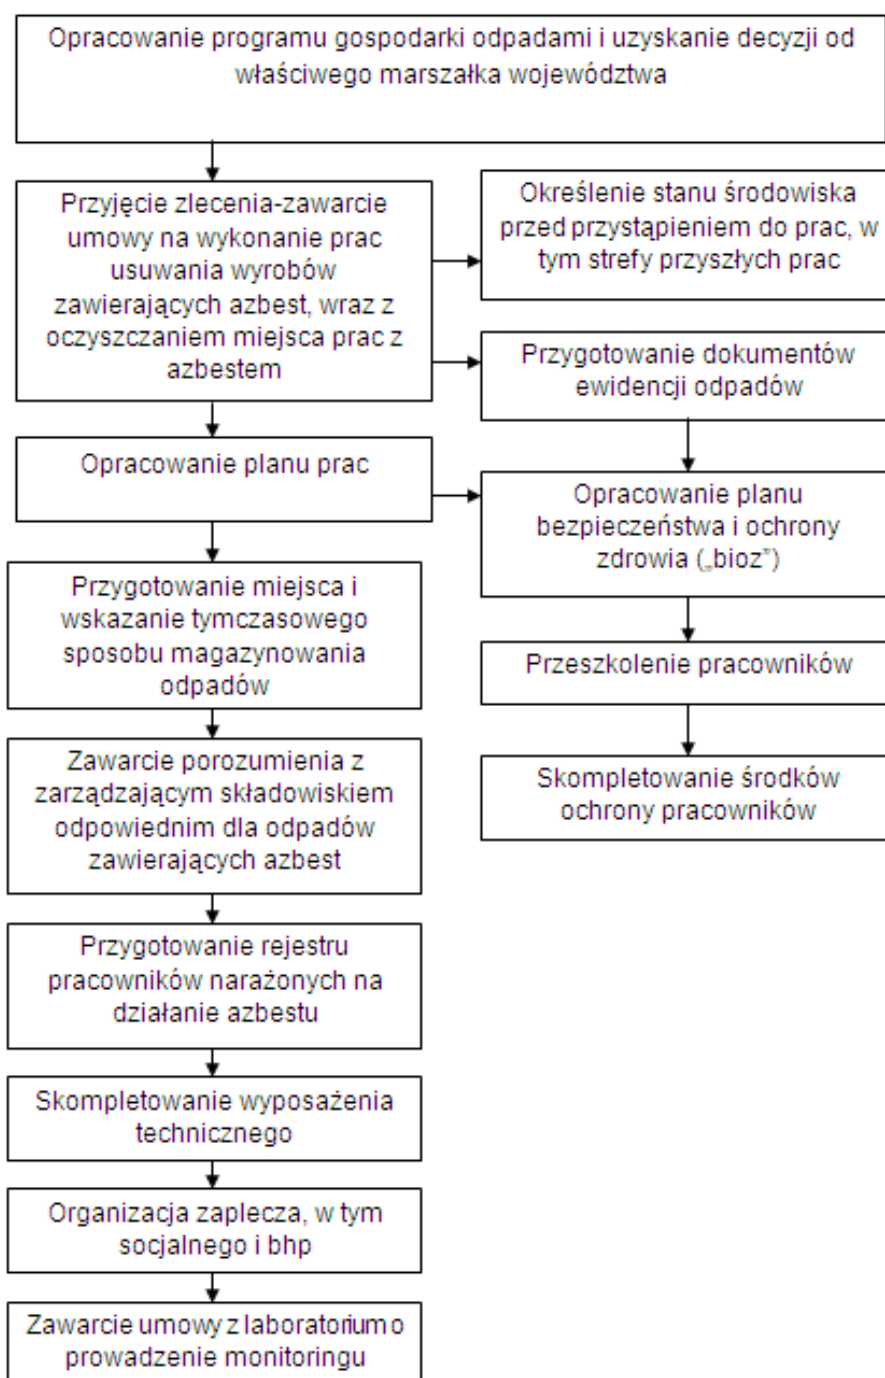 Opracowanie programu gospodarki odpadami i uzyskanie decyzji od
właściwego marszałka województwa
Przyjęcie zlecenia-zawarcie
umowy na wykonanie prac
usuwania wyrobów
zawierających azbest, wraz z
oczyszczaniem miejsca prac z
azbestem
Określenie stanu środowiska
przed przystąpieniem do prac, w
tym strefy przyszłych prac
Przygotowanie dokumentów
ewidencji odpadów
Opracowanie planu prac
Opracowanie planu
bezpieczeństwa i ochrony
zdrowia („bioz”)
Przygotowanie miejsca i
wskazanie tymczasowego
sposobu magazynowania
odpadów
Przeszkolenie pracowników
Zawarcie porozumienia z
zarządzającym składowiskiem
odpowiednim dla odpadów
zawierających azbest
Skompletowanie środków
ochrony pracowników
Przygotowanie rejestru
pracowników narażonych na
działanie azbestu
Skompletowanie wyposażenia
technicznego
Organizacja zaplecza, w tym
socjalnego i bhp
Zawarcie umowy z laboratorium o
prowadzenie monitoringu